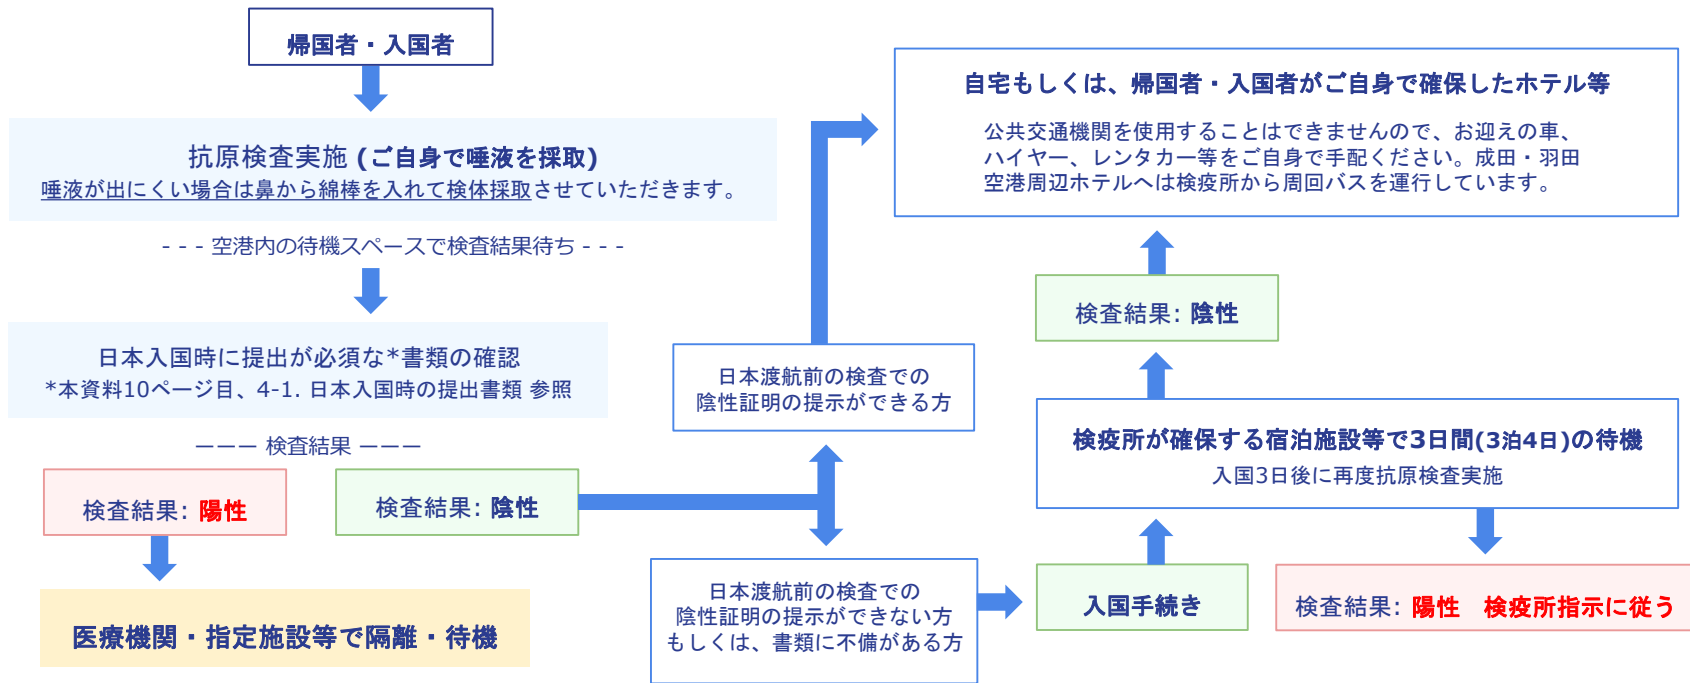 帰国者・入国者
抗原検査実施 (ご自身で唾液を採取)
唾液が出にくい場合は鼻から綿棒を入れて検体採取させていただきます。
- - - 空港内の待機スペースで検査結果待ち - - -
日本入国時に提出が必須な*書類の確認
*本資料10ページ目、4-1. 日本入国時の提出書類 参照
——— 検査結果 ———
検査結果: 陽性
検査結果: 陰性
医療機関・指定施設等で隔離・待機
日本渡航前の検査での
陰性証明の提示ができる方
日本渡航前の検査での
陰性証明の提示ができない方
もしくは、書類に不備がある方
自宅もしくは、帰国者・入国者がご自身で確保したホテル等
公共交通機関を使用することはできませんので、お迎えの車、
ハイヤー、レンタカー等をご自身で手配ください。成田・羽田
空港周辺ホテルへは検疫所から周回バスを運行しています。
検査結果: 陰性
検疫所が確保する宿泊施設等で3日間(3泊4日)の待機
入国3日後に再度抗原検査実施
入国手続き
検査結果: 陽性　検疫所指示に従う